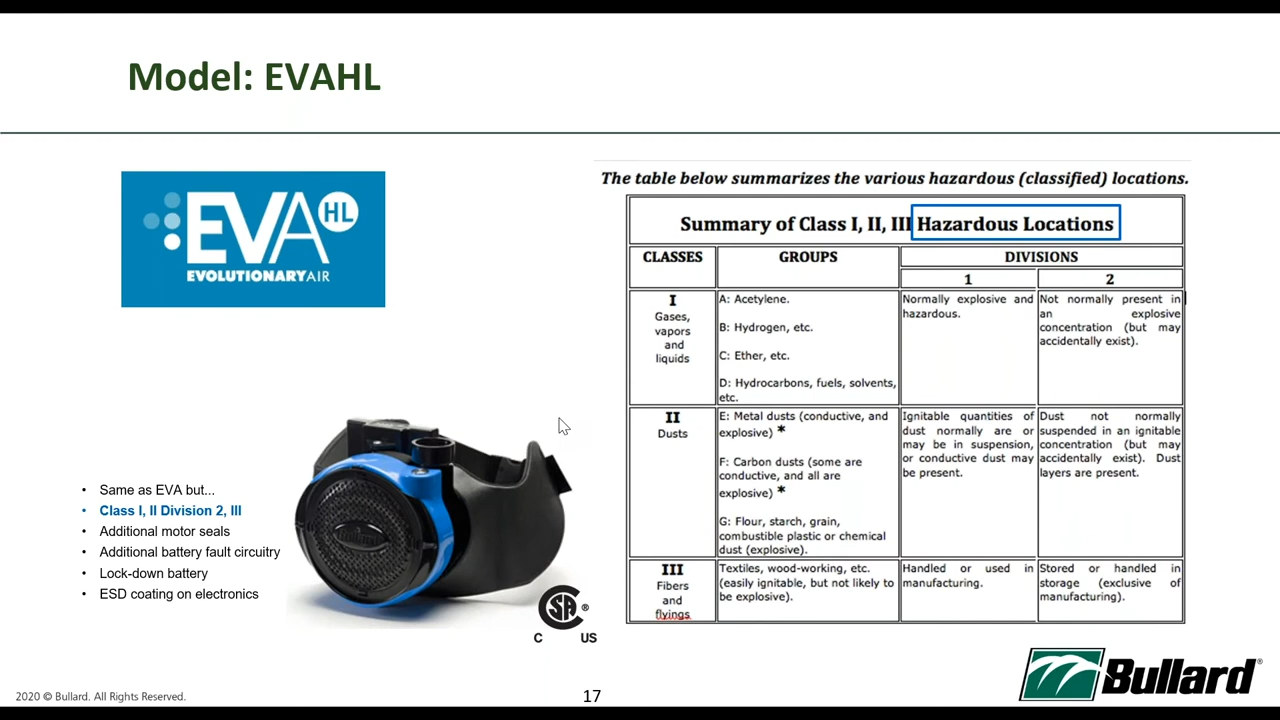 Model: EVAHL
EVA HL
EVOLUTIONARYAIR
Same as EVA but...
Class I, II Division 2, III
Additional motor seals
Additional battery fault circuitry
Lock-down battery
ESD coating on electronics
SA ®
C US
The table below summarizes the various hazardous (classified) locations.
Summary of Class I, II, III Hazardous Locations
CLASSES GROUPS DIVISIONS
1 2
I
Gases,
vapors
and
liquids
A: Acetylene.
B: Hydrogen, etc.
C: Ether, etc.
D: Hydrocarbons, fuels, solvents,
etc.
Normally explosive and
hazardous.
Not normally present in
an explosive
concentration (but may
accidentally exist).
II
Dusts
E: Metal dusts (conductive, and
explosive) *
F: Carbon dusts (some are
conductive, and all are
explosive) *
G: Flour, starch, grain,
combustible plastic or chemical
dust (explosive).
Ignitable quantities of
dust normally are or
may be in suspension,
or conductive dust may
be present.
Dust not normally
suspended in an ignitable
concentration (but may
accidentally exist). Dust
layers are present.
III
Fibers
and
flyings
Textiles, wood-working, etc.
(easily ignitable, but not likely to
be explosive).
Handled or used in
manufacturing.
Stored or handled in
storage (exclusive of
manufacturing).
2020 © Bullard. All Rights Reserved.
17
Bullard®